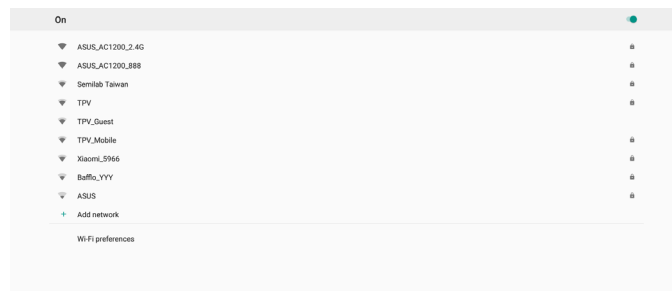 On
ASUS_AC1200_2.4G
ASUS_AC1200_888
Semilab Taiwan
TPV
TPV_Guest
TPV_Mobile
Xiaomi_5966
Bafflo_YYY
ASUS
+ Add network
Wi-Fi preferences